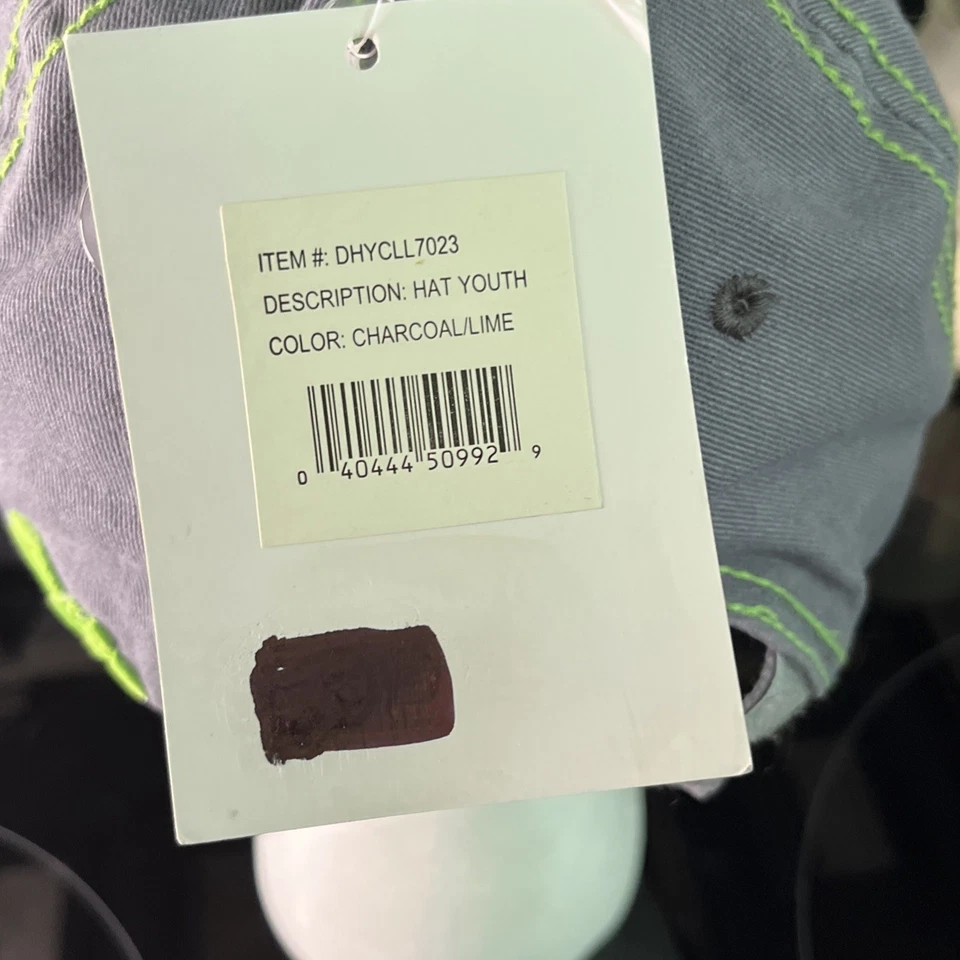 ITEM #: DHYCLL7023
DESCRIPTION: HAT YOUTH
COLOR: CHARCOAL/LIME
0 40444 50992 9